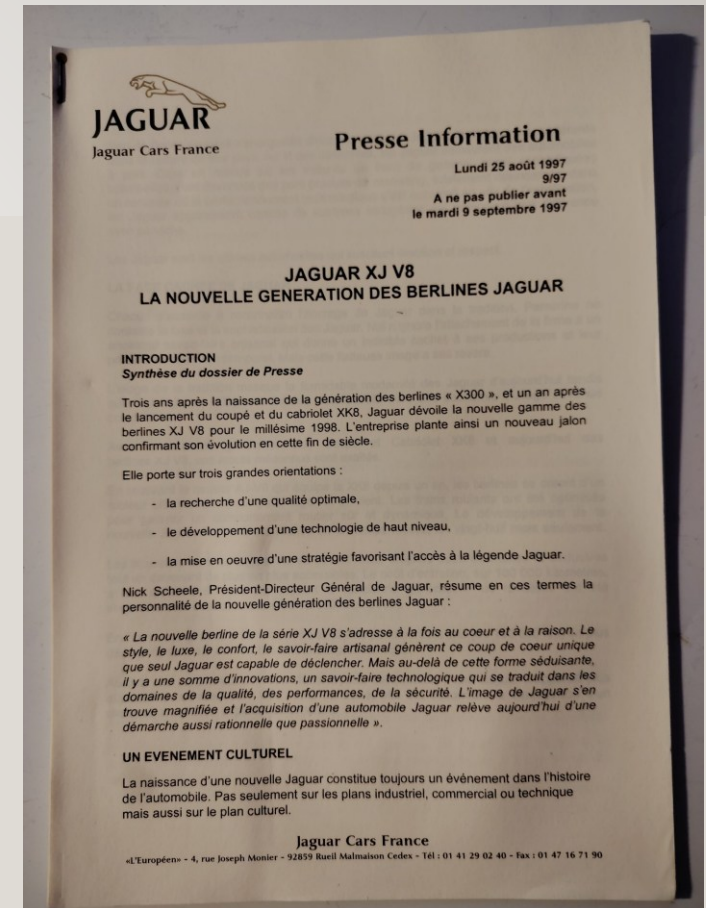 JAGUAR
Jaguar Cars France
Presse Information
Lundi 25 août 1997
9/97
A ne pas publier avant
le mardi 9 septembre 1997
JAGUAR XJ V8
LA NOUVELLE GENERATION DES BERLINES JAGUAR
INTRODUCTION
Synthèse du dossier de Presse
Trois ans après la naissance de la génération des berlines « X300 », et un an après
le lancement du coupé et du cabriolet XK8, Jaguar dévoile la nouvelle gamme des
berlines XJ V8 pour le millésime 1998. L'entreprise plante ainsi un nouveau jalon
confirmant son évolution en cette fin de siècle.
Elle porte sur trois grandes orientations :
- la recherche d'une qualité optimale,
- le développement d'une technologie de haut niveau,
- la mise en oeuvre d'une stratégie favorisant l'accès à la légende Jaguar.
Nick Scheele, Président-Directeur Général de Jaguar, résume en ces termes la
personnalité de la nouvelle génération des berlines Jaguar :
« La nouvelle berline de la série XJ V8 s'adresse à la fois au coeur et à la raison. Le
style, le luxe, le confort, le savoir-faire artisanal génèrent ce coup de coeur unique
que seul Jaguar est capable de déclencher. Mais au-delà de cette forme séduisante,
il y a une somme d'innovations, un savoir-faire technologique qui se traduit dans les
domaines de la qualité, des performances, de la sécurité. L'image de Jaguar s'en
trouve magnifiée et l'acquisition d'une automobile Jaguar relève aujourd'hui d'une
démarche aussi rationnelle que passionnelle ».
UN EVENEMENT CULTUREL
La naissance d'une nouvelle Jaguar constitue toujours un événement dans l'histoire
de l'automobile. Pas seulement sur les plans industriel, commercial ou technique
mais aussi sur le plan culturel.
Jaguar Cars France
«L'Européen» - 4, rue Joseph Monier - 92859 Rueil Malmaison Cedex - Tél : 01 41 29 02 40 - Fax : 01 47 16 71 90